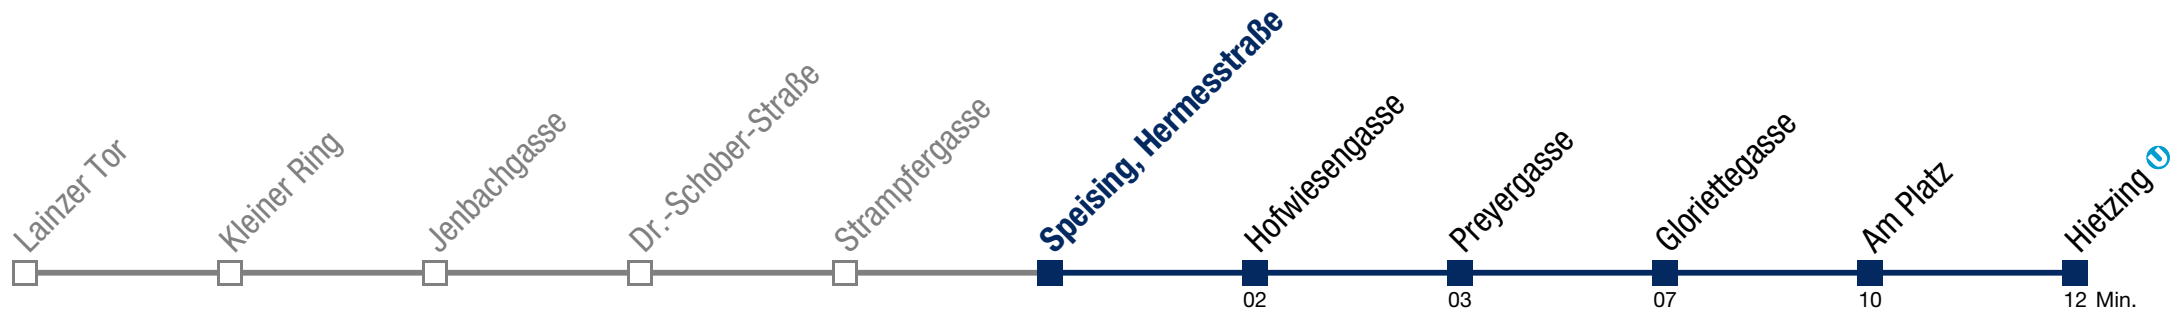 Lainzer Tor
Kleiner Ring
Jenbachgasse
Dr.-Schober-Straße
Strampfergasse
Speising, Hermesstraße
Hofwiesengasse
Preyergasse
Gloriettegasse
Am Platz
Hietzing U
02 03 07 10 12 Min.